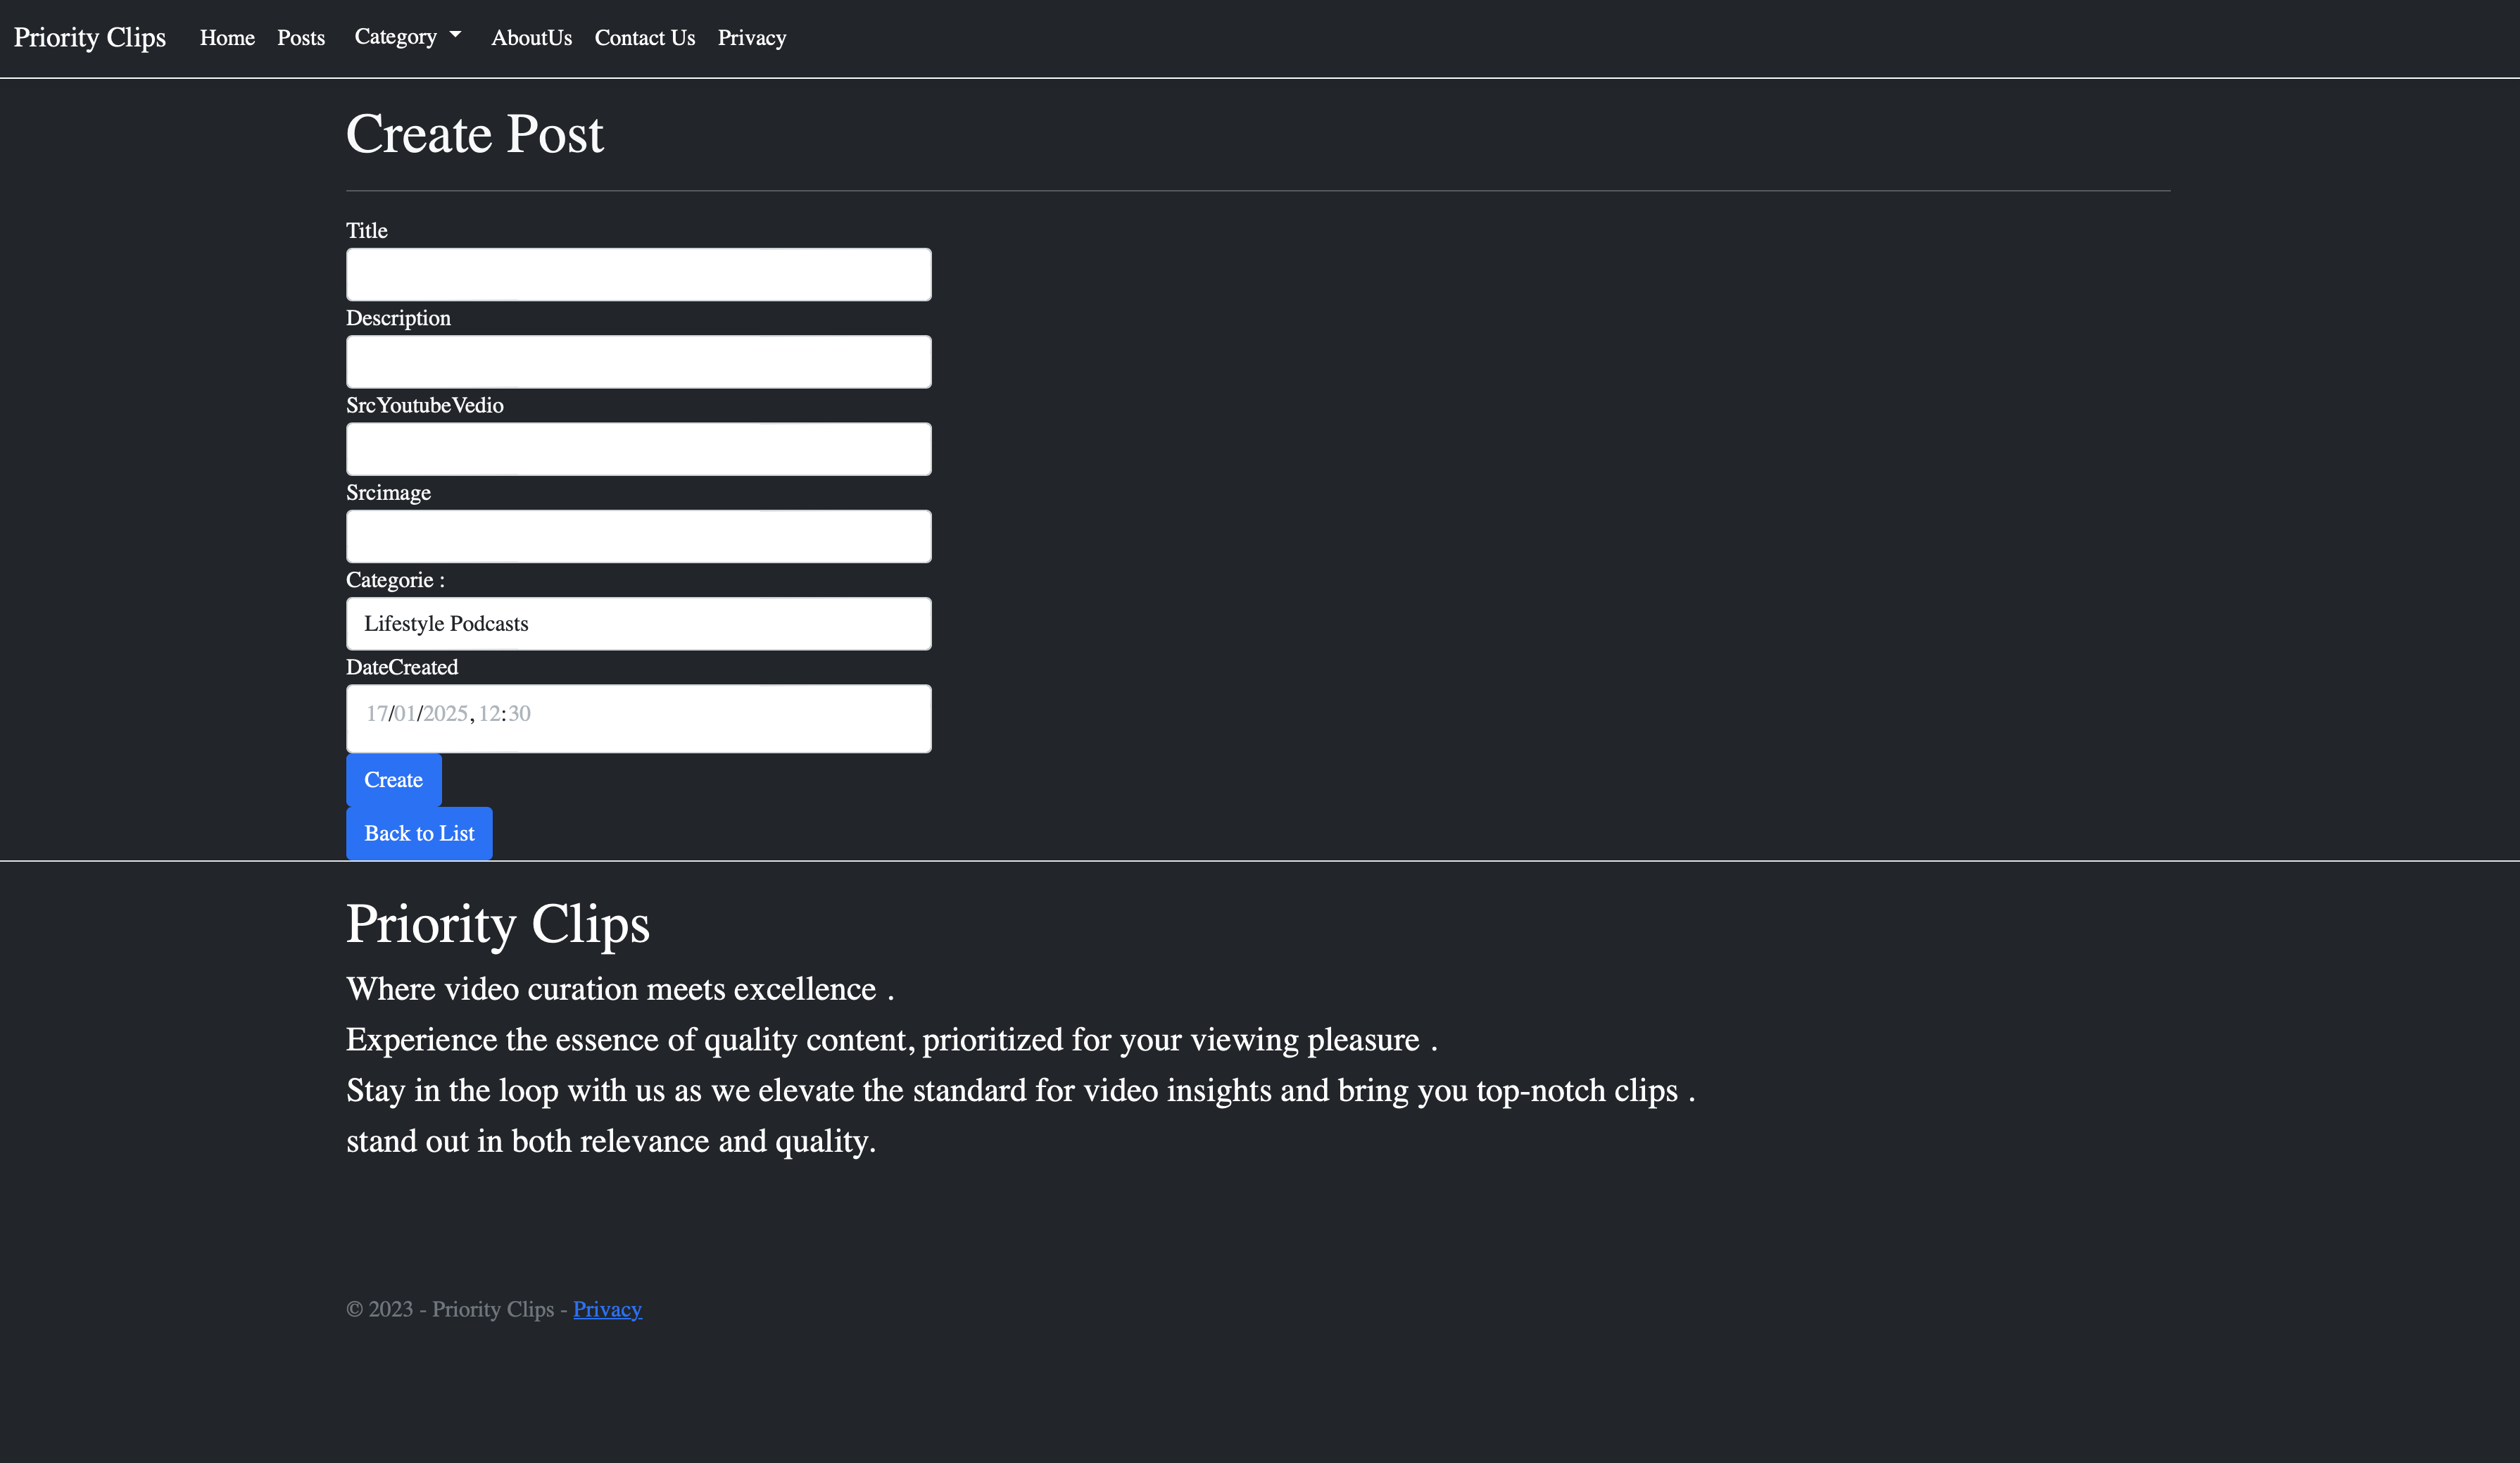 Priority Clips Home Posts Category AboutUs Contact Us Privacy
Create Post
Title
Description
SrcYoutubeVedio
Srcimage
Categorie :
Lifestyle Podcasts
DateCreated
17/01/2025, 12:30
Create
Back to List
Priority Clips
Where video curation meets excellence .
Experience the essence of quality content, prioritized for your viewing pleasure .
Stay in the loop with us as we elevate the standard for video insights and bring you top-notch clips .
stand out in both relevance and quality.
© 2023 - Priority Clips - Privacy